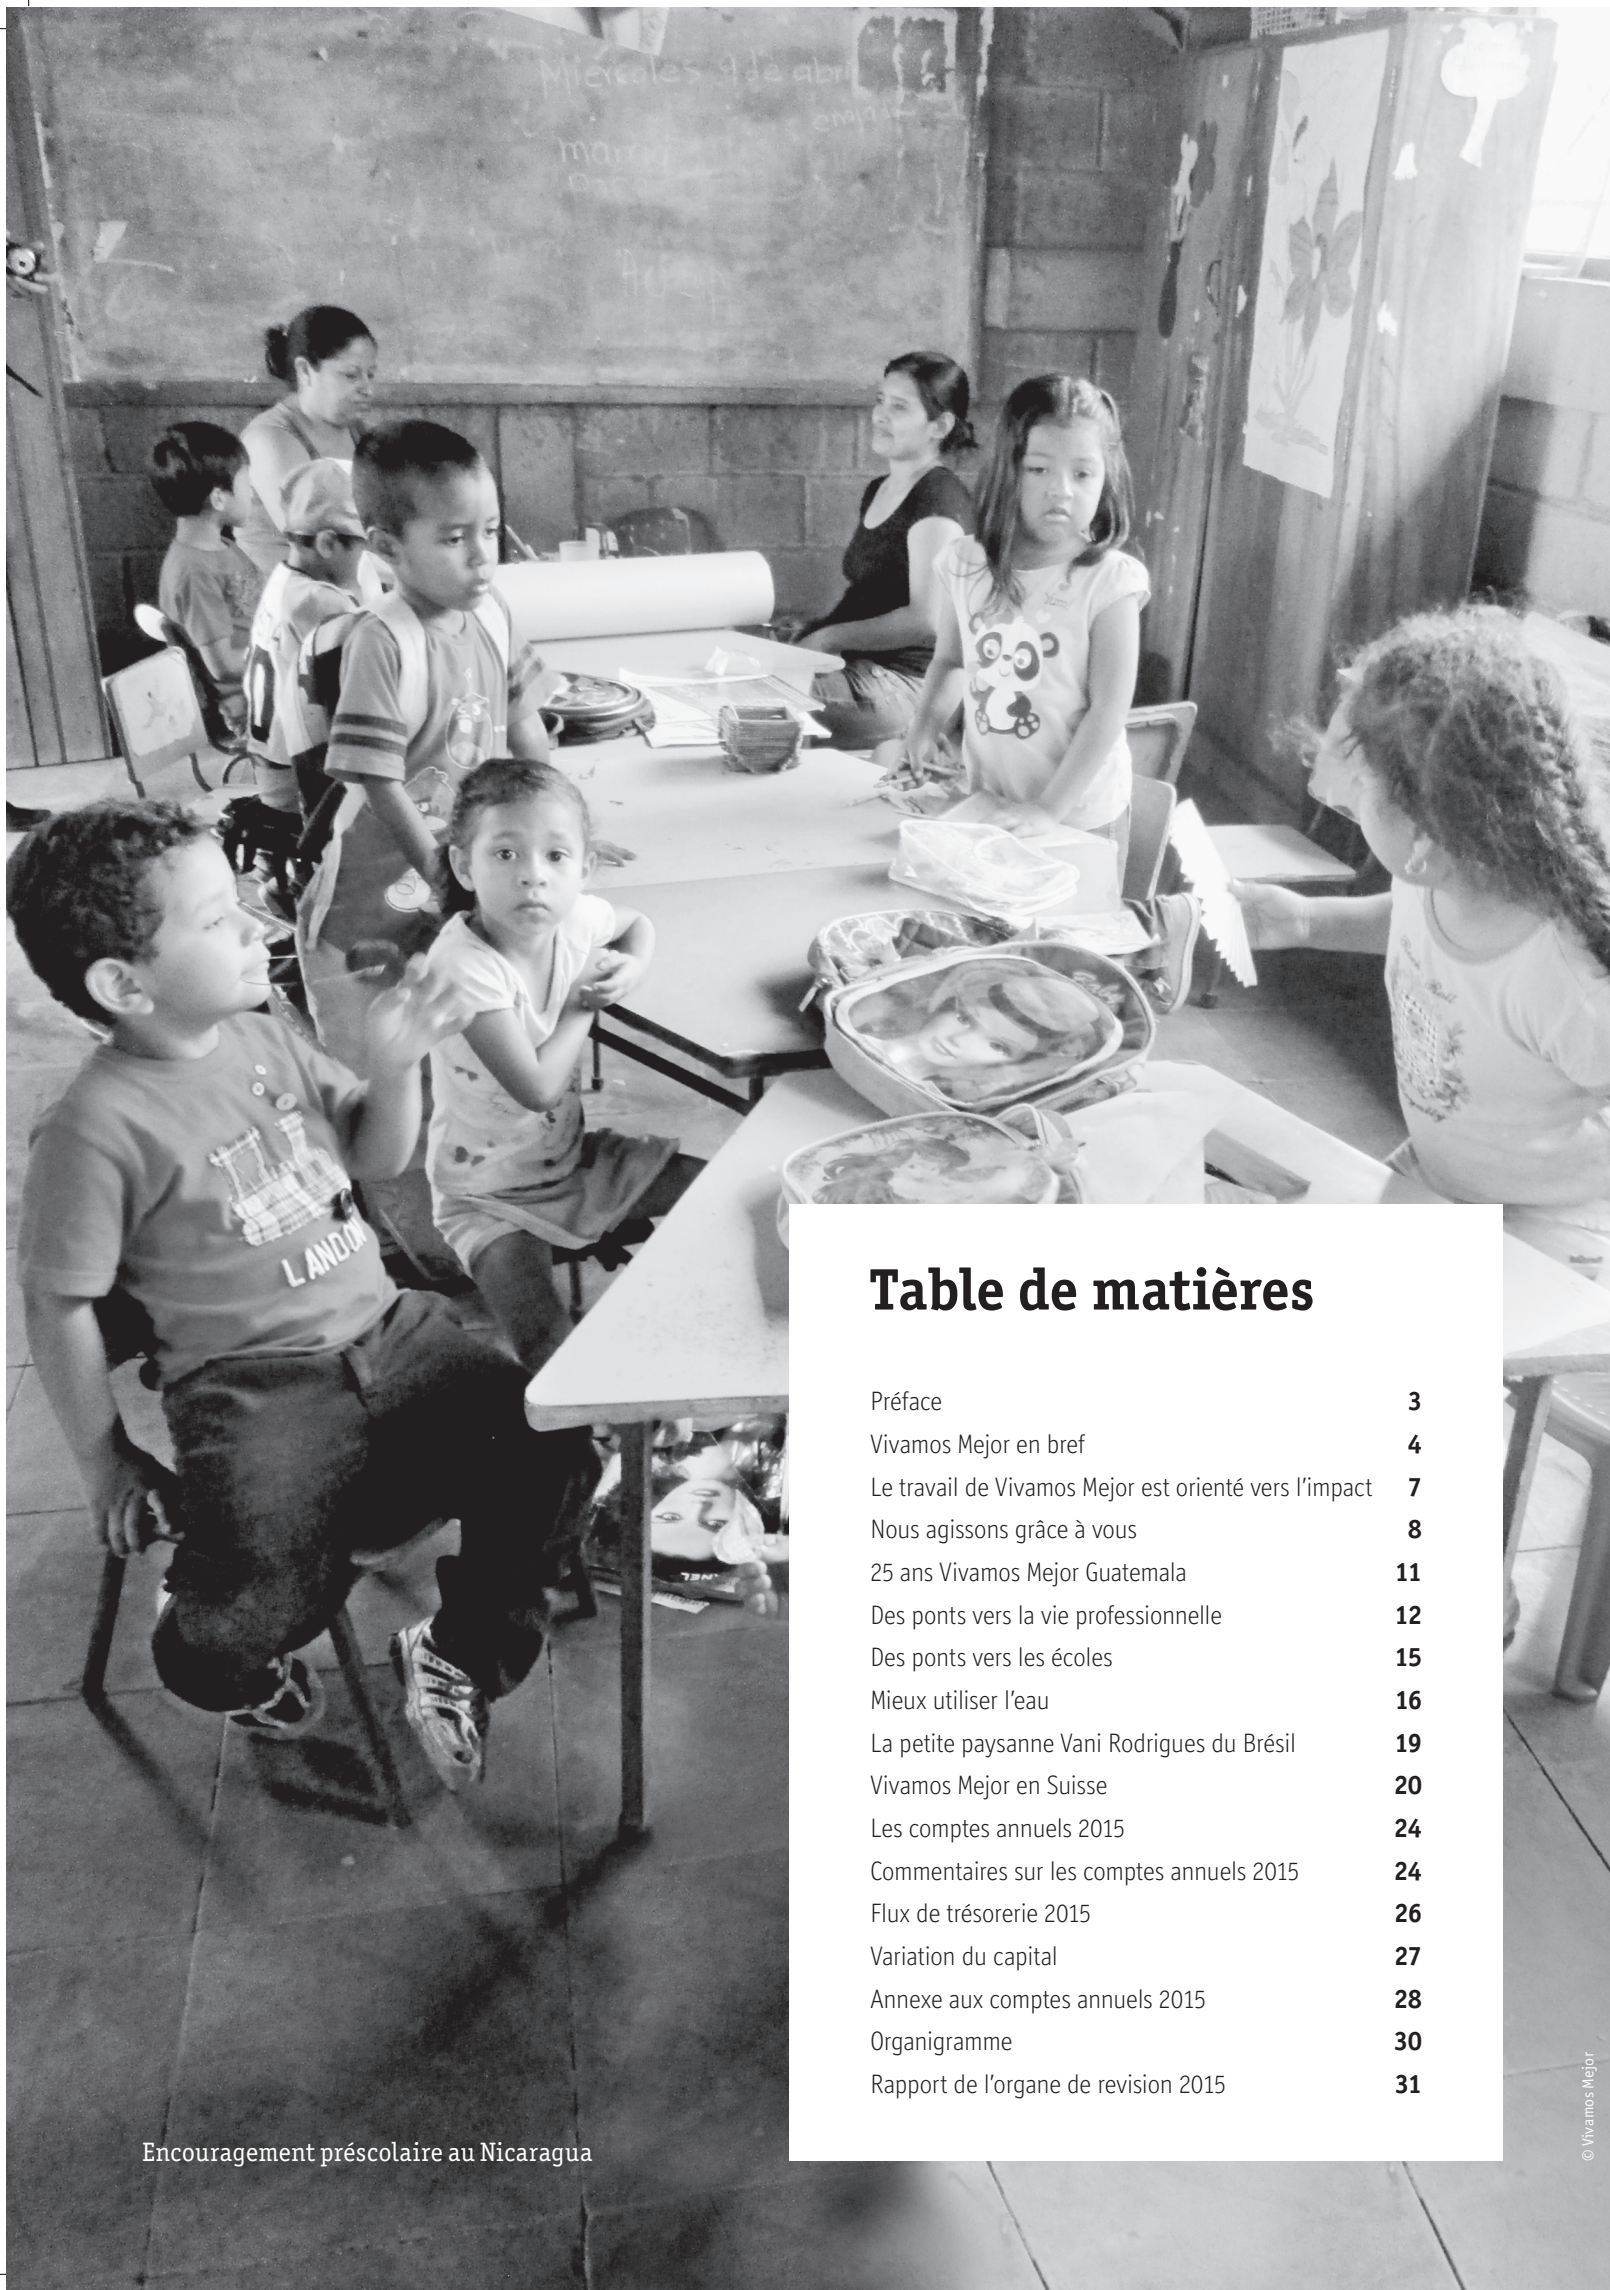 Miercoles 9 de abril
LANDON
Table de matières
Préface 3
Vivamos Mejor en bref 4
Le travail de Vivamos Mejor est orienté vers l'impact 7
Nous agissons grâce à vous 8
25 ans Vivamos Mejor Guatemala 11
Des ponts vers la vie professionnelle 12
Des ponts vers les écoles 15
Mieux utiliser l'eau 16
La petite paysanne Vani Rodrigues du Brésil 19
Vivamos Mejor en Suisse 20
Les comptes annuels 2015 24
Commentaires sur les comptes annuels 2015 24
Flux de trésorerie 2015 26
Variation du capital 27
Annexe aux comptes annuels 2015 28
Organigramme 30
Rapport de l'organe de revision 2015 31
Encouragement préscolaire au Nicaragua
© Vivamos Mejor